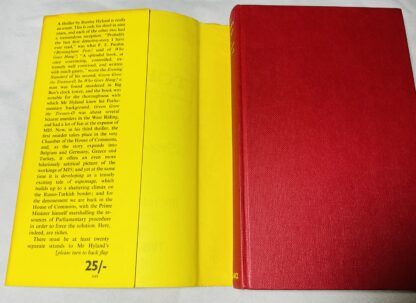 A thriller by Stanley Hyland is really
an event. This is only his third in nine
years, and each of the other two had
a tremendous reception. "Probably
the best first detectivestory I have
ever read," was what F. E. Pardoe
(Birmingham Post) said of Who
Goes Hang?. "A splendid book, at
once convincing, controlled, ex-
tremely well contrived, and written
with much gusto," wrote the Evening
Standard of his second, Green Grow
the Tresses-O. In Who Goes Hang? a
man was found murdered in Big
Ben's clock tower, and the book was
notable for the thoroughness with
which Mr Hyland knew his Parlia-
mentary background. Green Grow
the Tresses-O was about several
bizarre murders in the West Riding,
and had a lot of fun at the expense of
MI5. Now, in his third thriller, the
first murder takes place in the very
Chamber of the House of Commons,
and, as the story expands into
Belgium and Germany, Greece and
Turkey, it offers an even more
hilariously satirical picture of the
workings of MI5; and yet at the same
time it is developing as a tensely
exciting tale of espionage, which
builds up to a shattering climax on
the Russo-Turkish border; and for
the denouement we are back in the
House of Commons, with the Prime
Minister himself marshalling the re-
sources of Parliamentary procedure
in order to force the solution. Here,
indeed, are riches.
There must be at least twenty
separate strands to Mr Hyland's
[please turn to back flap
25/-